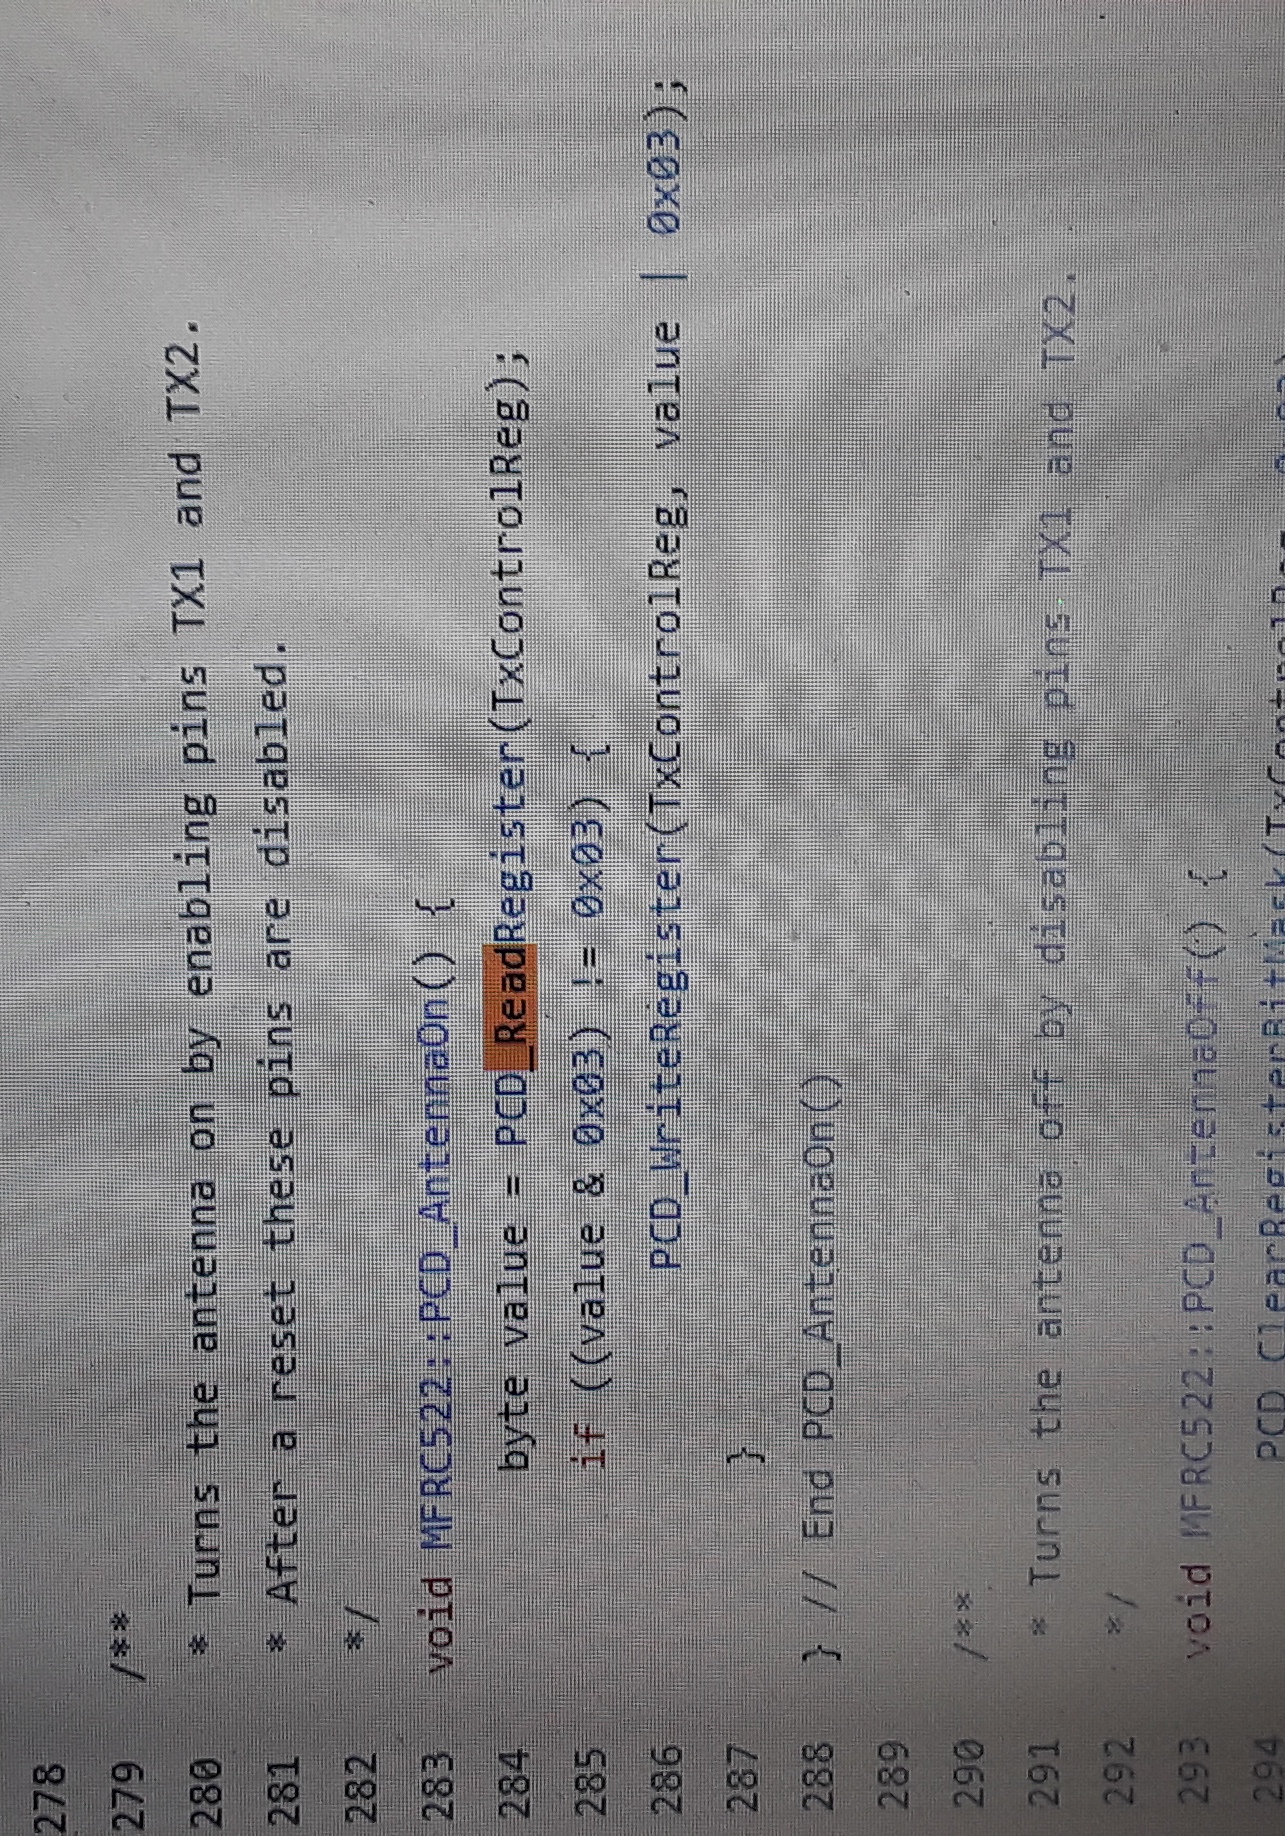 278
279 /**
280 * Turns the antenna on by enabling pins TX1 and TX2.
281 * After a reset these pins are disabled.
282 */
283 void MFRC522::PCD_AntennaOn() {
284 byte value = PCD_ReadRegister(TxControlReg);
285 if ((value & 0x03) != 0x03) {
286 PCD_WriteRegister(TxControlReg, value | 0x03);
287 }
288 } // End PCD_AntennaOn()
289
290 /**
291 * Turns the antenna off by disabling pins TX1 and TX2.
292 */
293 void MFRC522::PCD_AntennaOff() {
294 PCD_ClearRegisterBitMask(TxControlReg, 0x03)